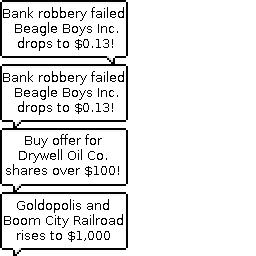 Bank robbery failed
Beagle Boys Inc.
drops to $0.13!
Bank robbery failed
Beagle Boys Inc.
drops to $0.13!
Buy offer for
Drywell Oil Co.
shares over $100!
Goldopolis and
Boom City Railroad
rises to $1,000